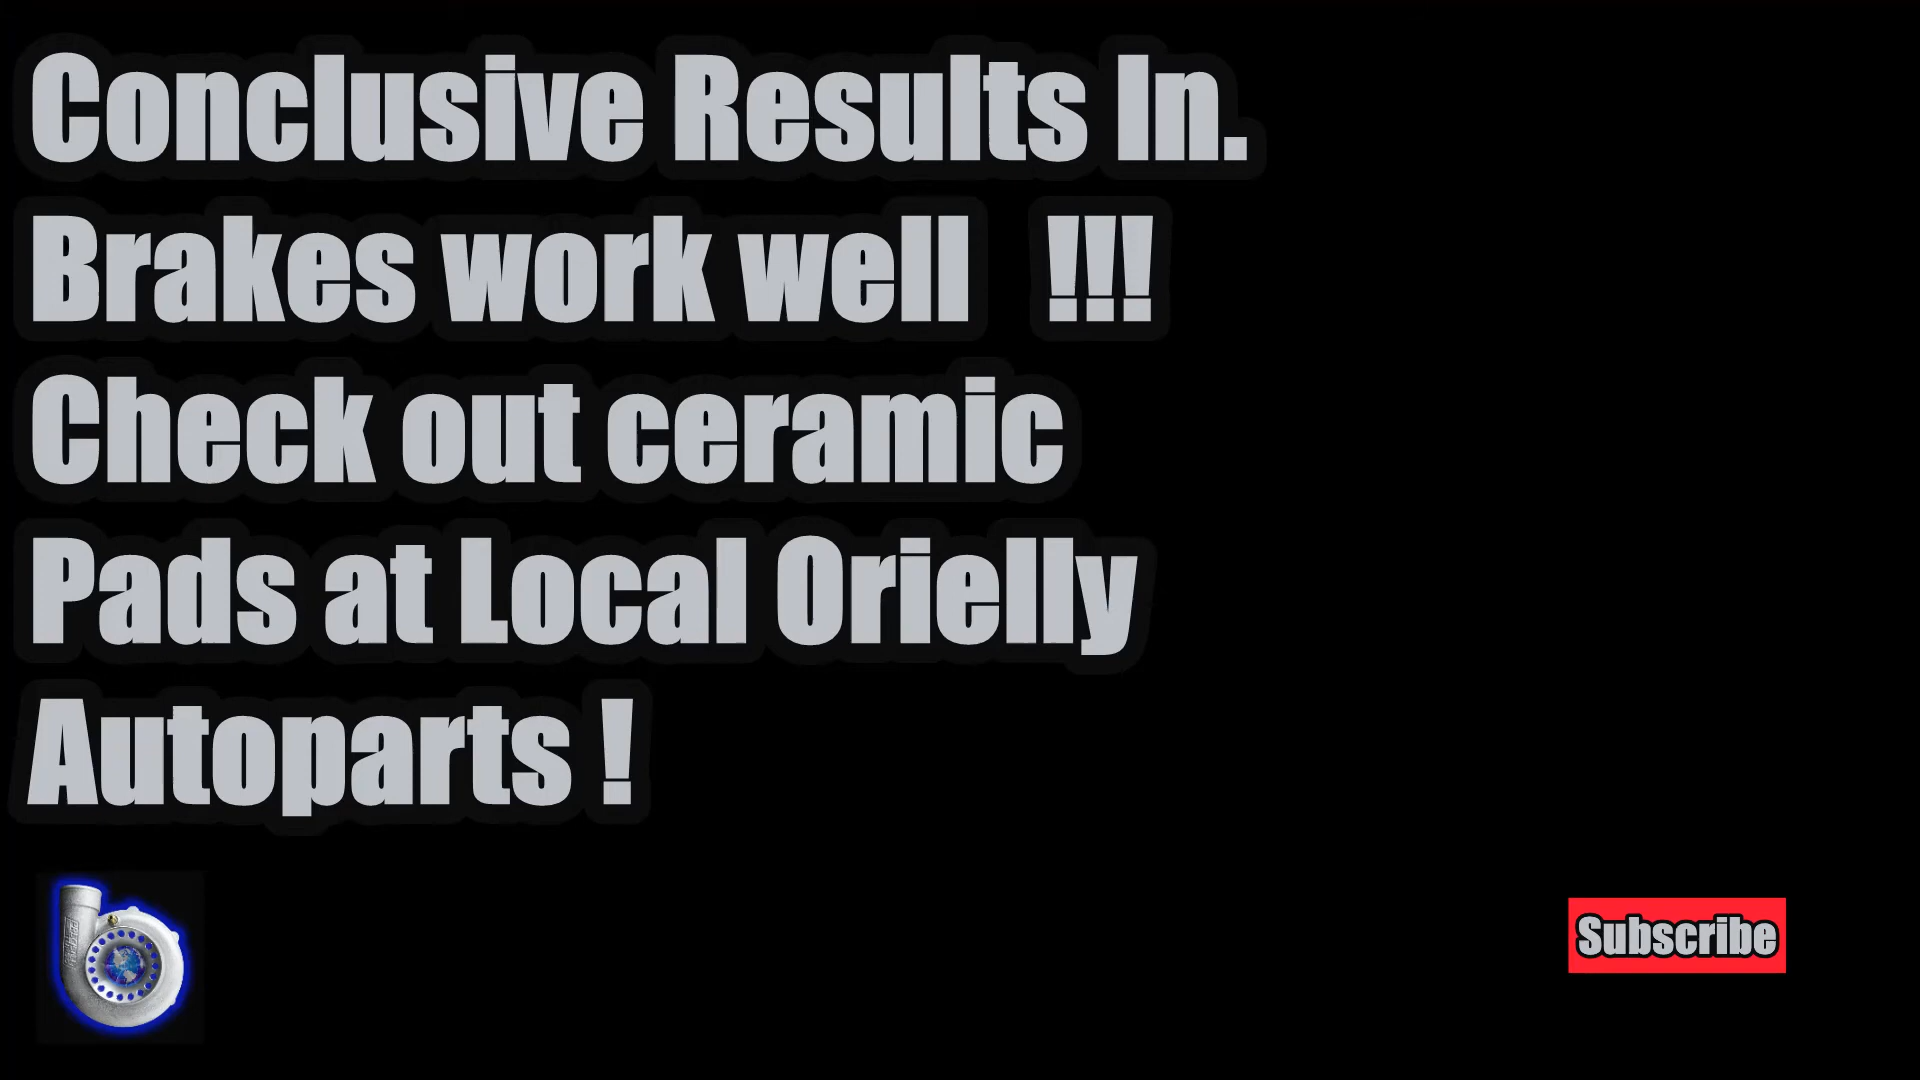 Conclusive Results In.
Brakes work well !!!
Check out ceramic
Pads at Local Orielly
Autoparts !
Subscribe